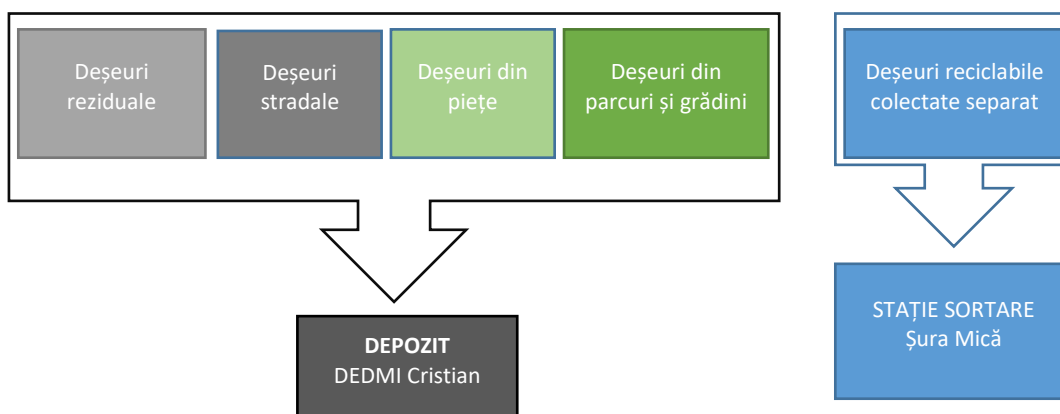 Deșeuri
reziduale
Deșeuri
stradale
Deșeuri din
piețe
Deșeuri din
parcuri și grădini
Deșeuri reciclabile
colectate separat
DEPOZIT
DEDMI Cristian
STAȚIE SORTARE
Șura Mică